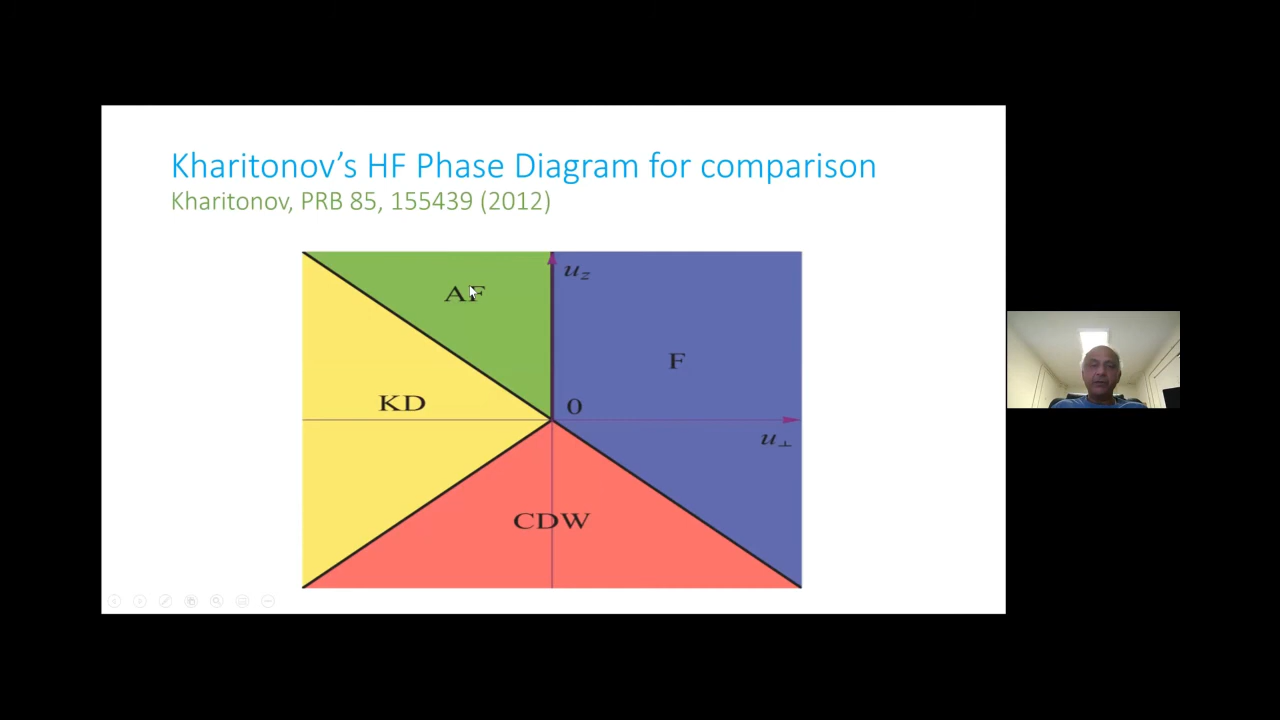 Kharitonov’s HF Phase Diagram for comparison
Kharitonov, PRB 85, 155439 (2012)
u_z
AF
F
KD
0
u_⊥
CDW